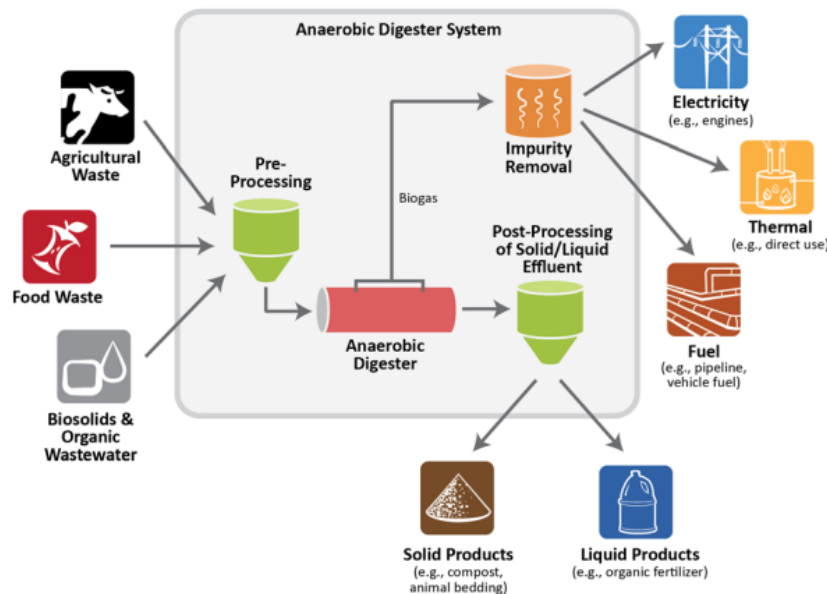 Anaerobic Digester System
Agricultural
Waste
Food Waste
Biosolids &
Organic
Wastewater
Pre-
Processing
Biogas
Anaerobic
Digester
Impurity
Removal
Post-Processing
of Solid/Liquid
Effluent
Electricity
(e.g., engines)
Thermal
(e.g., direct use)
Fuel
(e.g., pipeline,
vehicle fuel)
Solid Products
(e.g., compost,
animal bedding)
Liquid Products
(e.g., organic fertilizer)